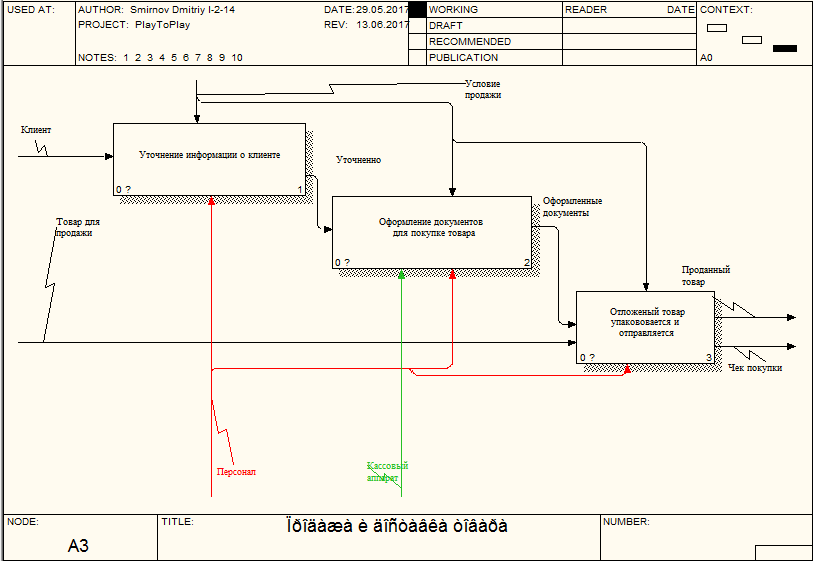 USED AT:
AUTHOR: Smirnov Dmitriy I-2-14
DATE: 29.05.2017
WORKING
READER
DATE
CONTEXT:
PROJECT: PlayToPlay
REV: 13.06.2017
DRAFT
RECOMMENDED
NOTES: 1 2 3 4 5 6 7 8 9 10
PUBLICATION
A0
Условие
продажи
Клиент
Уточнение информации о клиенте
0 ?
1
Уточненно
Товар для
продажи
Оформление документов
для покупке товара
0 ?
2
Оформленные
документы
Проданный
товар
Отложеный товар
упакововается и
отправляется
0 ?
3
Чек покупки
Персонал
Кассовый
аппарат
NODE:
A3
TITLE:
Ïðîäàæà è äîñòàâêà òîâàðà
NUMBER: